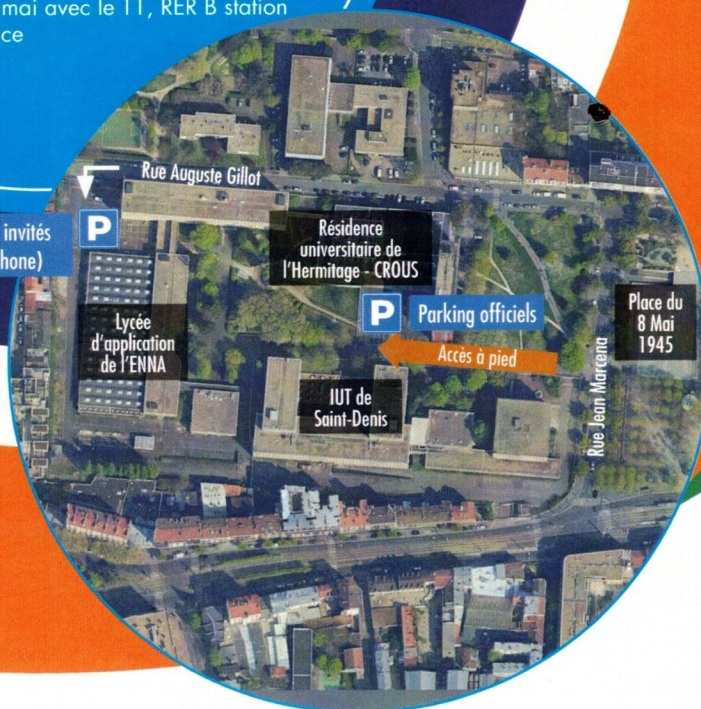 mai avec le T1, RER B station
ce
Rue Auguste Gillot
P
invités
hone)
Résidence
universitaire de
l'Hermitage - CROUS
P
Parking officiels
Accès à pied
Place du
8 Mai
1945
Lycée
d'application
de l'ENNA
IUT de
Saint-Denis
Rue Jean Marcena